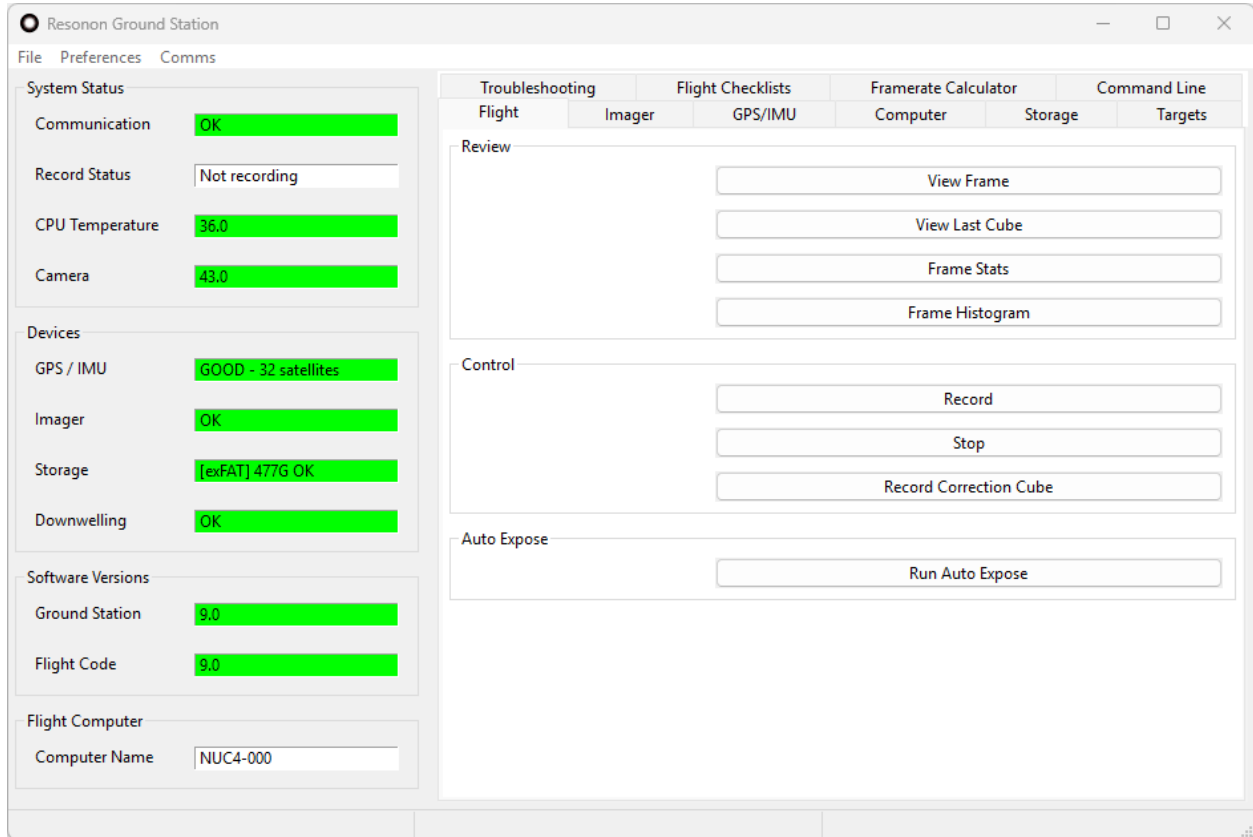 Resonon Ground Station
File Preferences Comms
System Status
Communication OK
Record Status Not recording
CPU Temperature 36.0
Camera 43.0
Devices
GPS / IMU GOOD - 32 satellites
Imager OK
Storage [exFAT] 477G OK
Downwelling OK
Software Versions
Ground Station 9.0
Flight Code 9.0
Flight Computer
Computer Name NUC4-000
Troubleshooting Flight Checklists Framerate Calculator Command Line
Flight Imager GPS/IMU Computer Storage Targets
Review
View Frame
View Last Cube
Frame Stats
Frame Histogram
Control
Record
Stop
Record Correction Cube
Auto Expose
Run Auto Expose